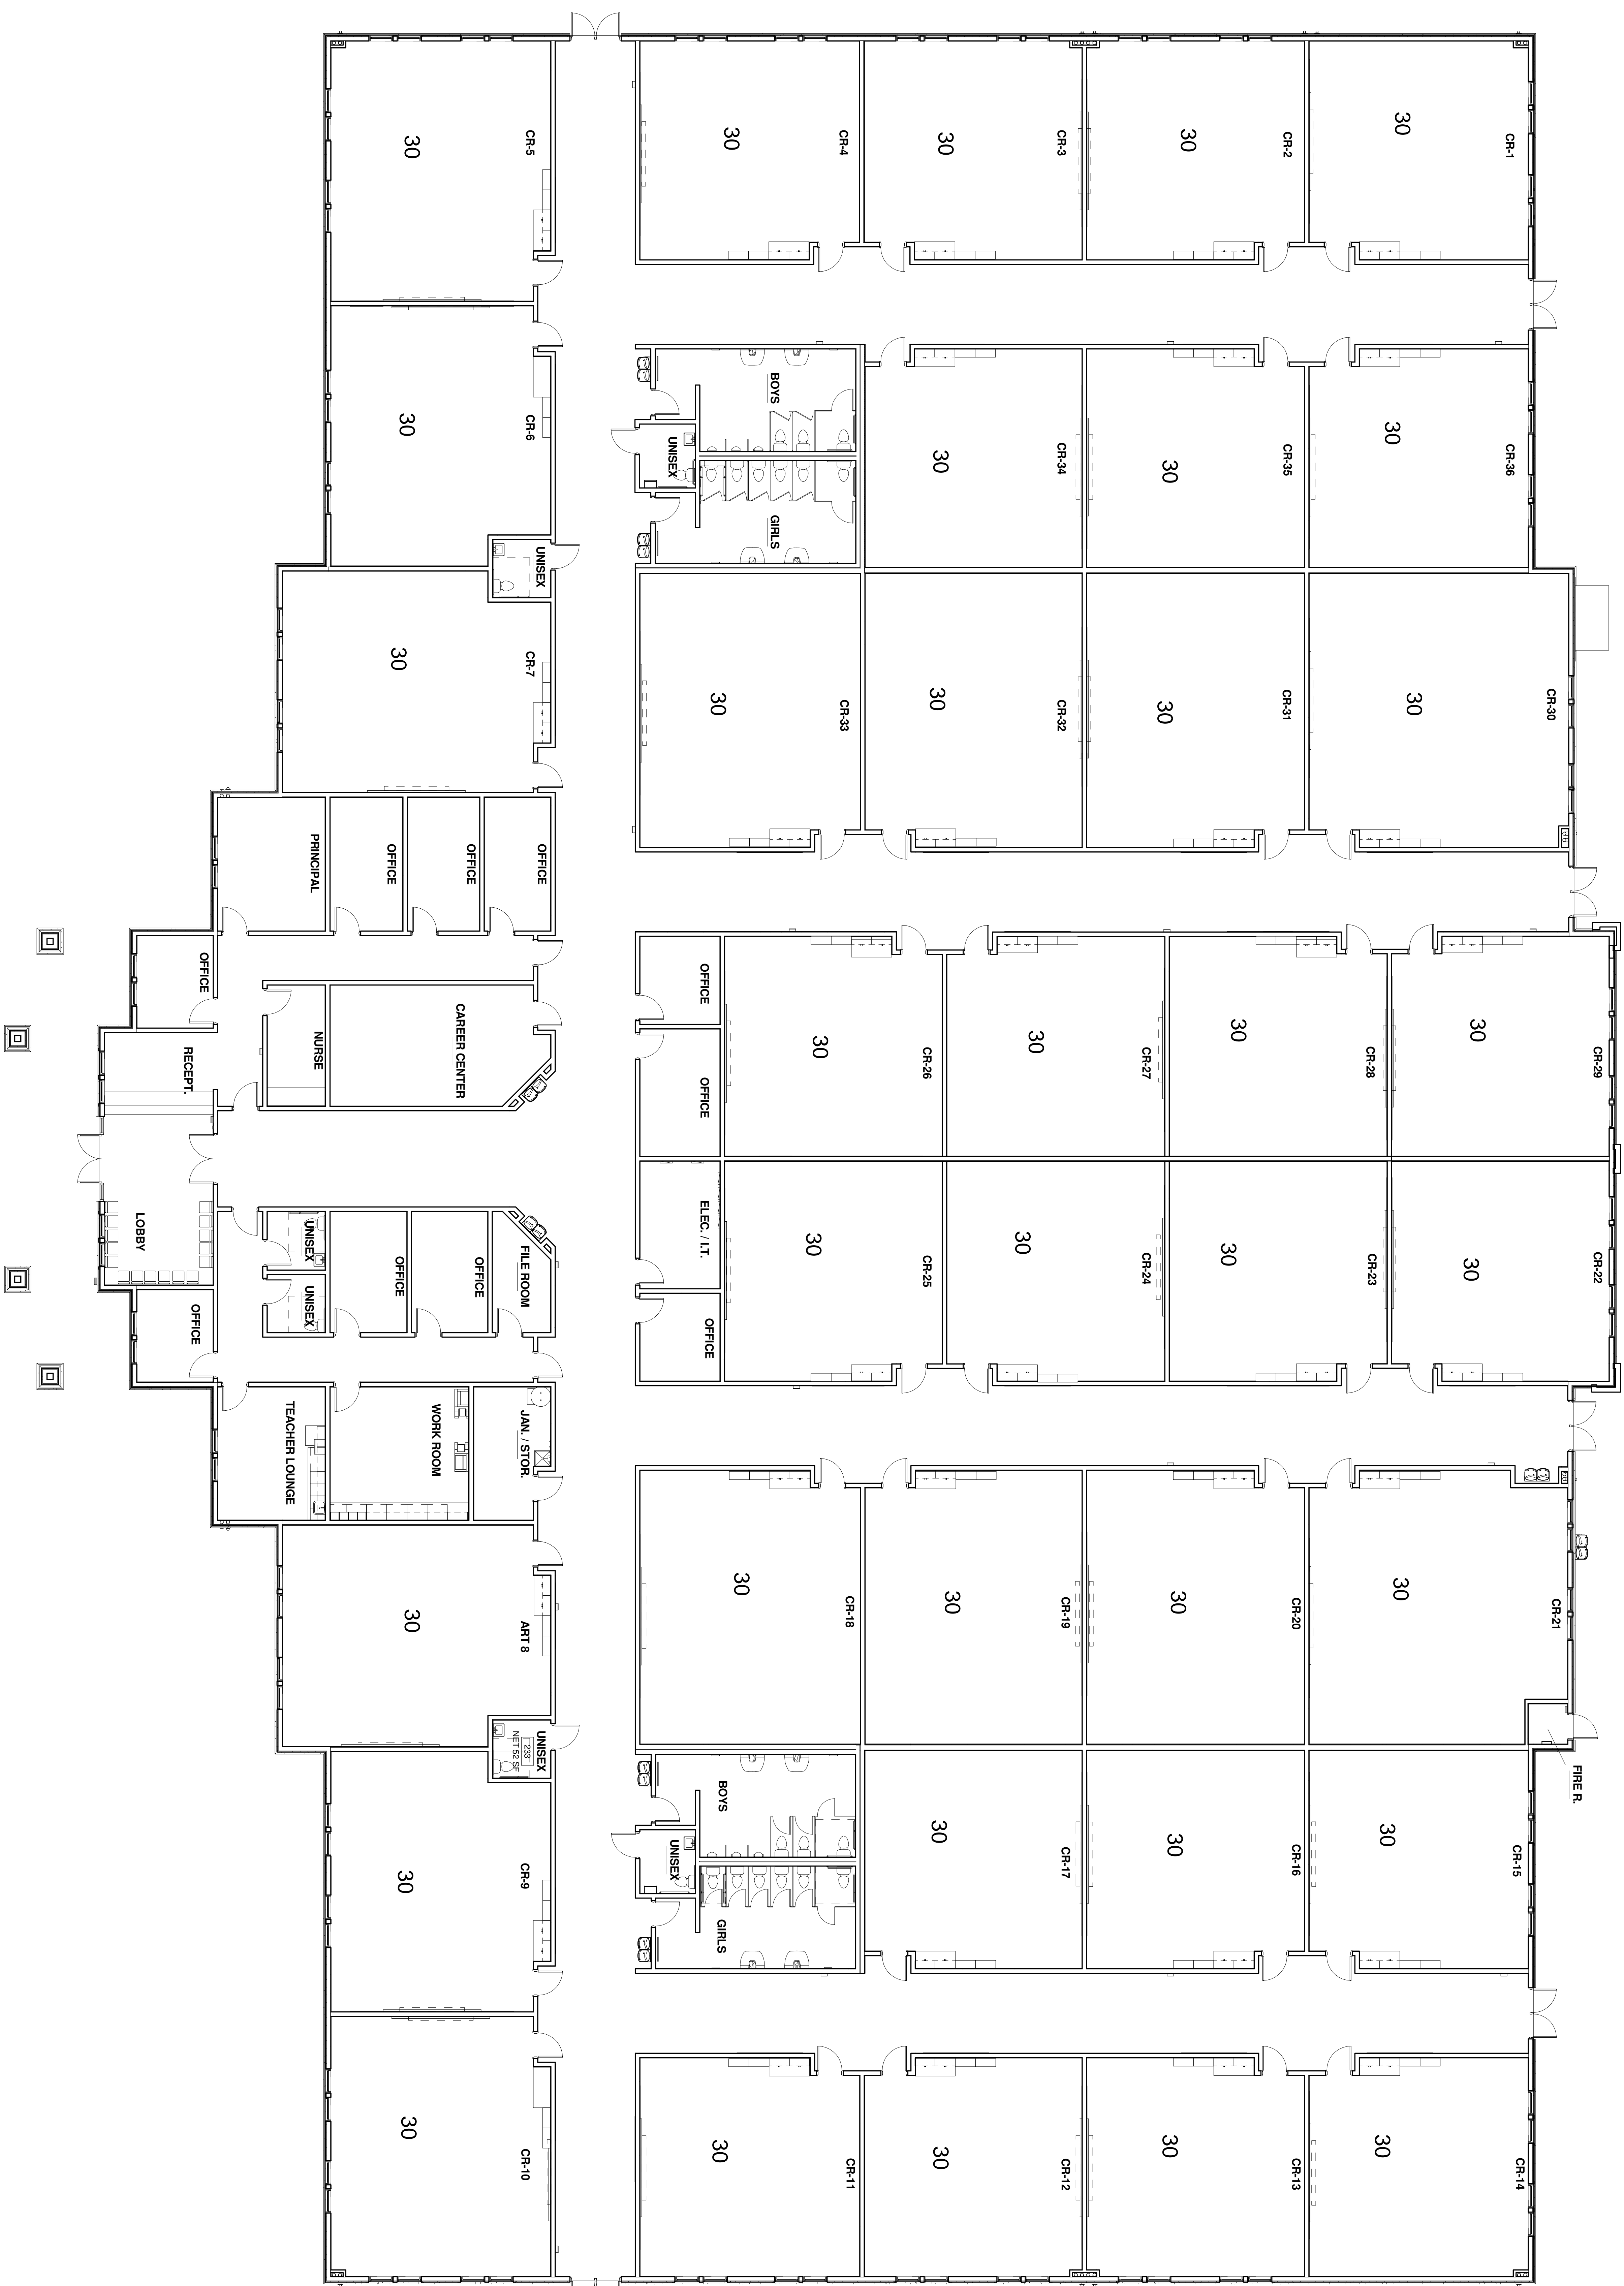 CR-1
30
CR-36
30
CR-30
30
CR-29
30
CR-22
30
CR-21
30
FIRE R.
CR-15
30
CR-14
30
CR-2
30
CR-35
30
CR-31
30
CR-28
30
CR-23
30
CR-20
30
CR-16
30
CR-13
30
CR-3
30
CR-34
30
CR-32
30
CR-27
30
CR-24
30
CR-19
30
CR-17
30
CR-12
30
CR-4
30
BOYS
UNISEX
GIRLS
CR-33
30
CR-26
30
CR-25
30
OFFICE
OFFICE
ELEC. / I.T.
OFFICE
CR-18
30
BOYS
UNISEX
GIRLS
CR-11
30
CR-5
30
CR-6
30
UNISEX
CR-7
30
OFFICE
OFFICE
OFFICE
PRINCIPAL
OFFICE
CAREER CENTER
NURSE
RECEPT.
LOBBY
FILE ROOM
OFFICE
OFFICE
UNISEX
UNISEX
OFFICE
JAN. / STOR.
WORK ROOM
TEACHER LOUNGE
ART 8
30
UNISEX
233
NET 52 SF
CR-9
30
CR-10
30